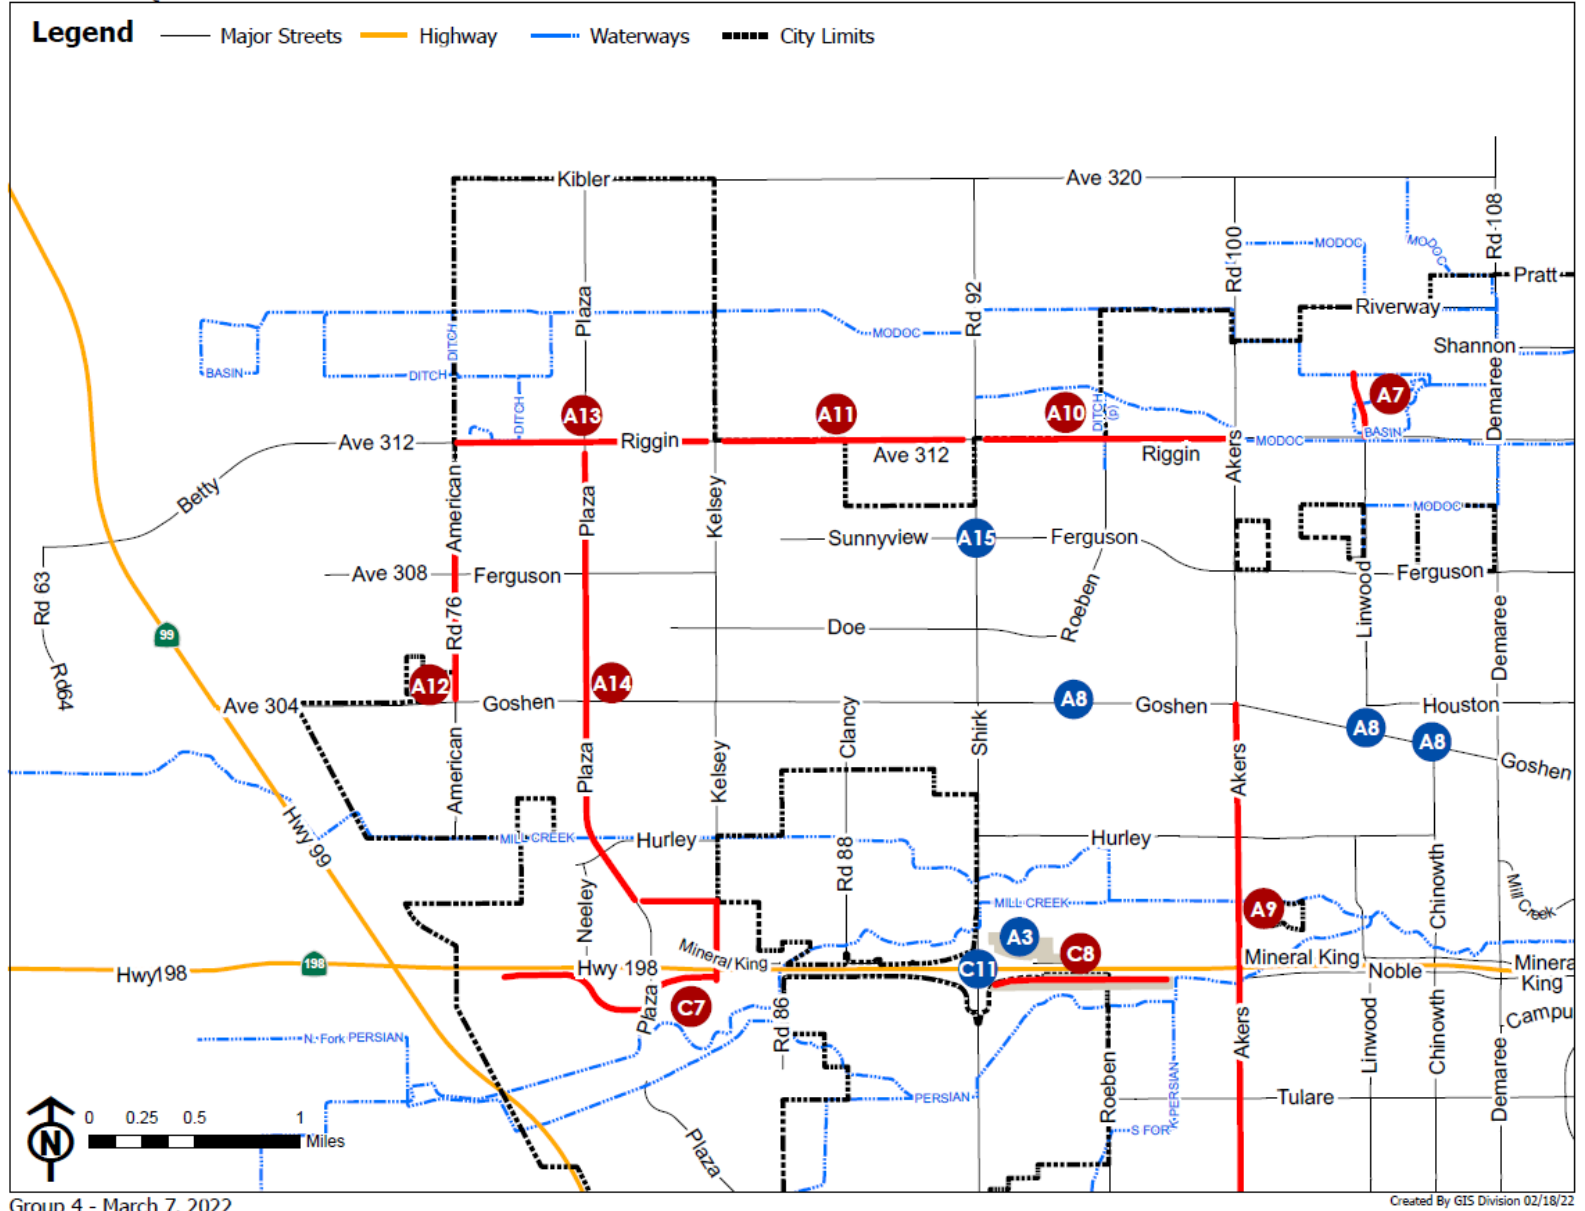 Legend
Major Streets
Highway
Waterways
City Limits
Kibler
Ave 320
Rd 108
Rd 100
MODOC
MODOC
Pratt
Plaza
Rd 92
Riverway
DITCH
MODOC
Shannon
BASIN
DITCH
A7
A13
A11
A10
DITCH
DITCH
(p)
Demaree
BASIN
Ave 312
Riggin
Ave 312
Riggin
Akers
MODOC
Betty
American
Plaza
Kelsey
MODOC
Sunnyview
A15
Ferguson
Ave 308
Ferguson
Ferguson
Rd 63
Rd 76
Roeben
Linwood
Demaree
99
Doe
Rd64
A12
A14
A8
Ave 304
Goshen
Goshen
Houston
Clancy
Shirk
A8
A8
American
Plaza
Kelsey
Akers
Goshen
Hwy 99
MILL CREEK
Hurley
Hurley
Rd 88
Neeley
Chinowth
Mill Creek
MILL CREEK
A9
A3
C8
Mineral King
Mineral King
198
Hwy198
Hwy 198
C11
Noble
Minera
King
C7
Plaza
Rd 86
Akers
Linwood
Chinowth
Campu
N. Fork PERSIAN
Demaree
Roeben
K PERSIAN
PERSIAN
Tulare
S FOR
Plaza
0 0.25 0.5 1
Miles
N
Group 4 - March 7, 2022
Created By GIS Division 02/18/22